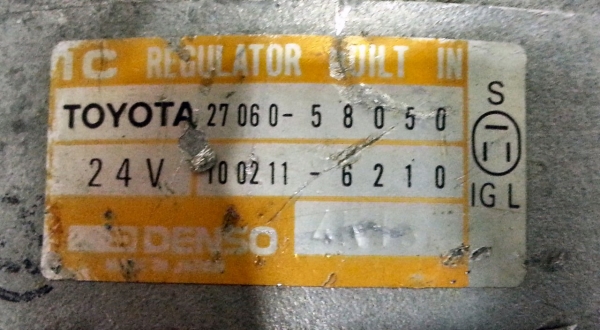 IC REGULATOR BUILT IN
TOYOTA 27060-58050
24V 100211-6210
DENSO
S
IG L